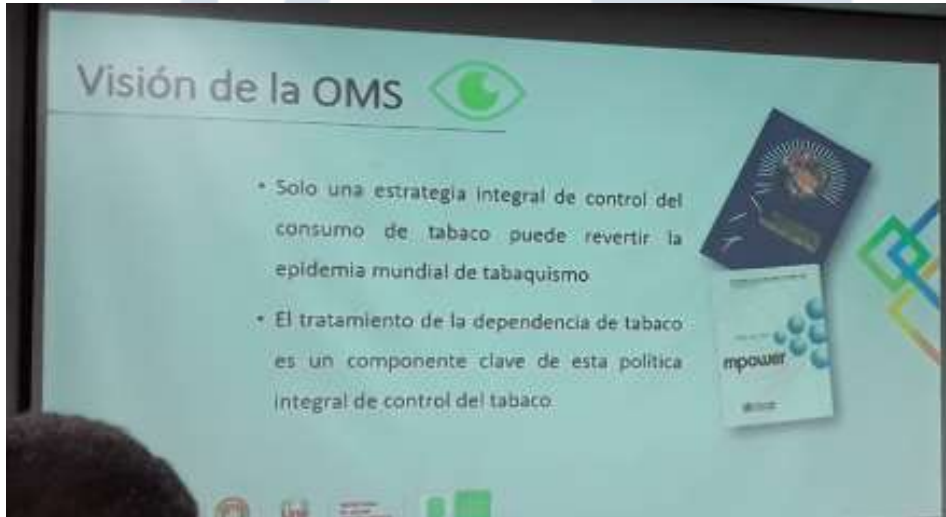 Visión de la OMS
• Solo una estrategia integral de control del
consumo de tabaco puede revertir la
epidemia mundial de tabaquismo
• El tratamiento de la dependencia de tabaco
es un componente clave de esta política
integral de control del tabaco
mpower